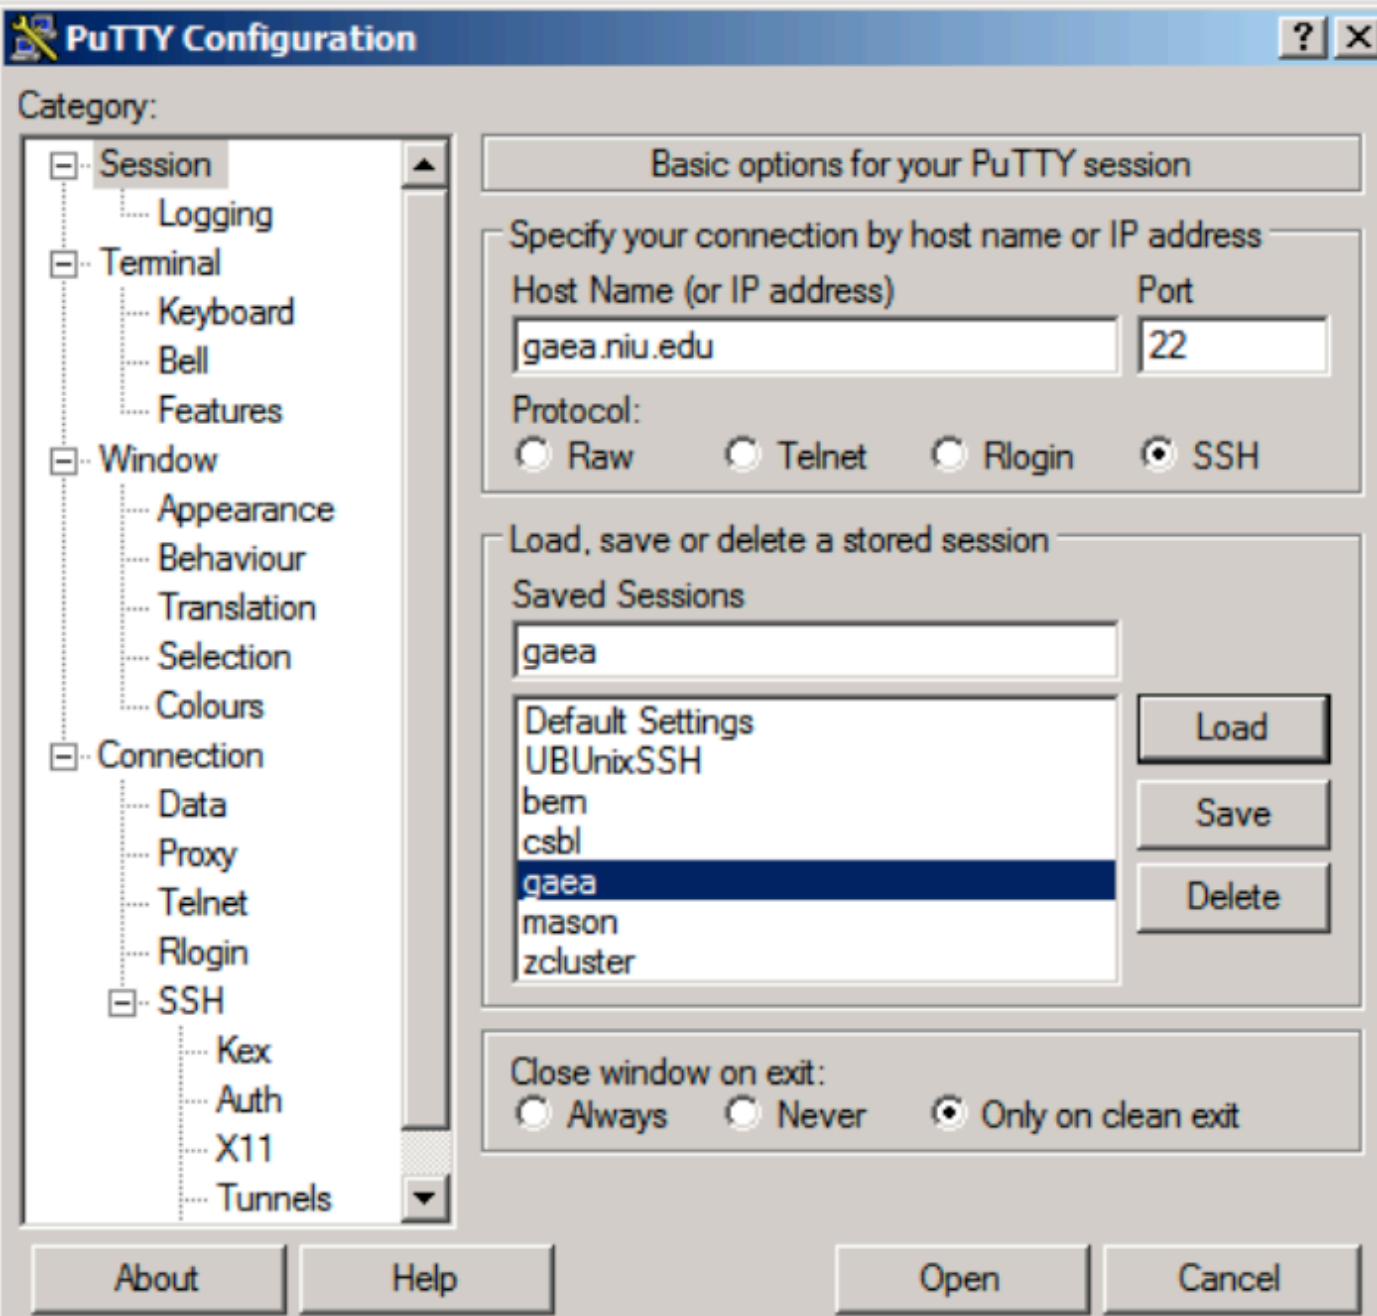 PuTTY Configuration
Category:
Session
Logging
Terminal
Keyboard
Bell
Features
Window
Appearance
Behaviour
Translation
Selection
Colours
Connection
Data
Proxy
Telnet
Rlogin
SSH
Kex
Auth
X11
Tunnels
Basic options for your PuTTY session
Specify your connection by host name or IP address
Host Name (or IP address) Port
gaea.niu.edu 22
Protocol:
Raw Telnet Rlogin SSH
Load, save or delete a stored session
Saved Sessions
gaea
Default Settings
UBUnixSSH
bern
csbl
gaea
mason
zcluster
Load
Save
Delete
Close window on exit:
Always Never Only on clean exit
About Help Open Cancel